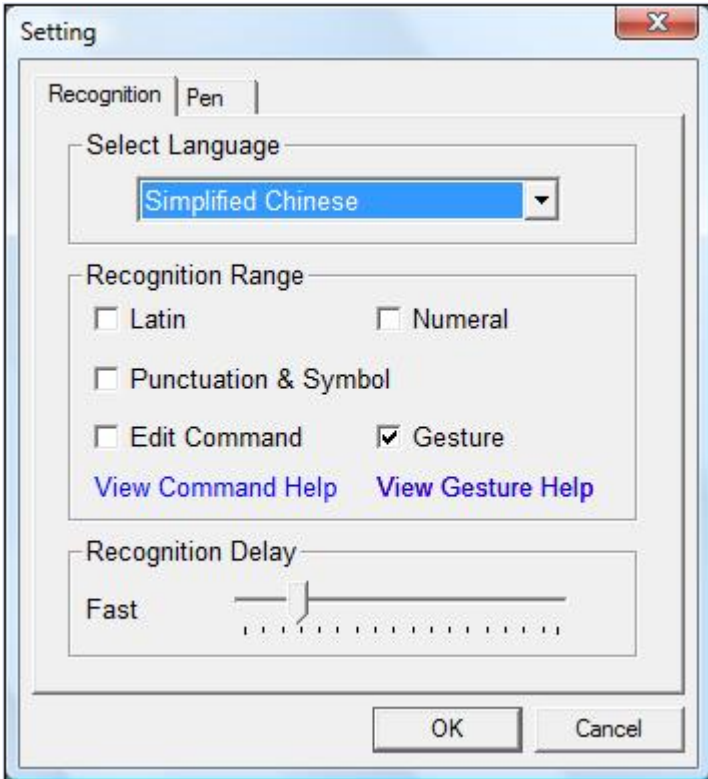 Setting
Recognition Pen
Select Language
Simplified Chinese
Recognition Range
Latin Numeral
Punctuation & Symbol
Edit Command Gesture
View Command Help View Gesture Help
Recognition Delay
Fast
OK Cancel